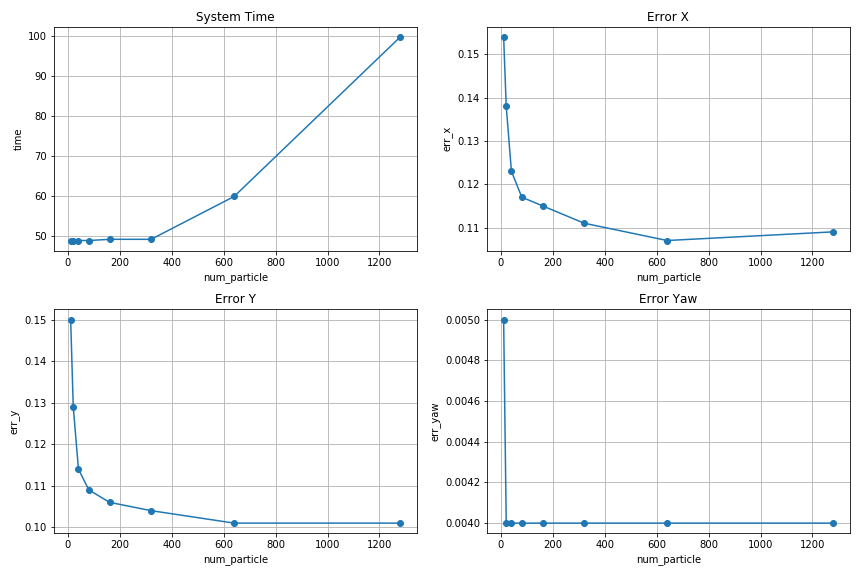 System Time
time
100
90
80
70
60
50
0 200 400 600 800 1000 1200
num_particle
Error X
err_x
0.15
0.14
0.13
0.12
0.11
0 200 400 600 800 1000 1200
num_particle
Error Y
err_y
0.15
0.14
0.13
0.12
0.11
0.10
0 200 400 600 800 1000 1200
num_particle
Error Yaw
err_yaw
0.0050
0.0048
0.0046
0.0044
0.0042
0.0040
0 200 400 600 800 1000 1200
num_particle